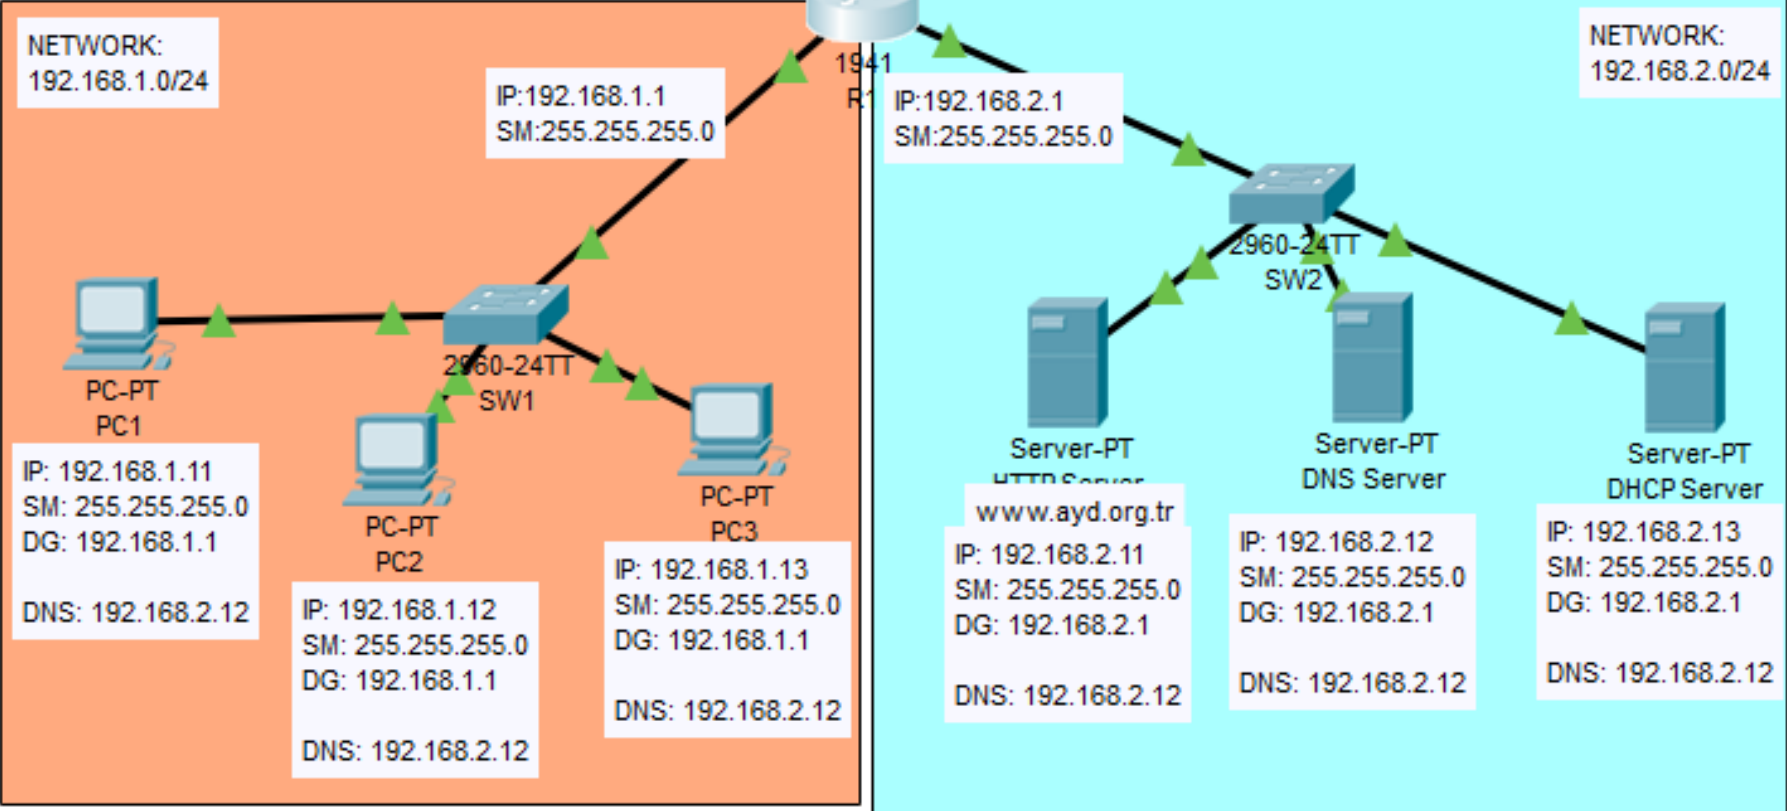 NETWORK:
192.168.1.0/24
IP:192.168.1.1
SM:255.255.255.0
1941
R1
IP:192.168.2.1
SM:255.255.255.0
NETWORK:
192.168.2.0/24
2960-24TT
SW1
PC-PT
PC1
IP: 192.168.1.11
SM: 255.255.255.0
DG: 192.168.1.1
DNS: 192.168.2.12
PC-PT
PC2
IP: 192.168.1.12
SM: 255.255.255.0
DG: 192.168.1.1
DNS: 192.168.2.12
PC-PT
PC3
IP: 192.168.1.13
SM: 255.255.255.0
DG: 192.168.1.1
DNS: 192.168.2.12
2960-24TT
SW2
Server-PT
HTTP Server
www.ayd.org.tr
IP: 192.168.2.11
SM: 255.255.255.0
DG: 192.168.2.1
DNS: 192.168.2.12
Server-PT
DNS Server
IP: 192.168.2.12
SM: 255.255.255.0
DG: 192.168.2.1
DNS: 192.168.2.12
Server-PT
DHCP Server
IP: 192.168.2.13
SM: 255.255.255.0
DG: 192.168.2.1
DNS: 192.168.2.12